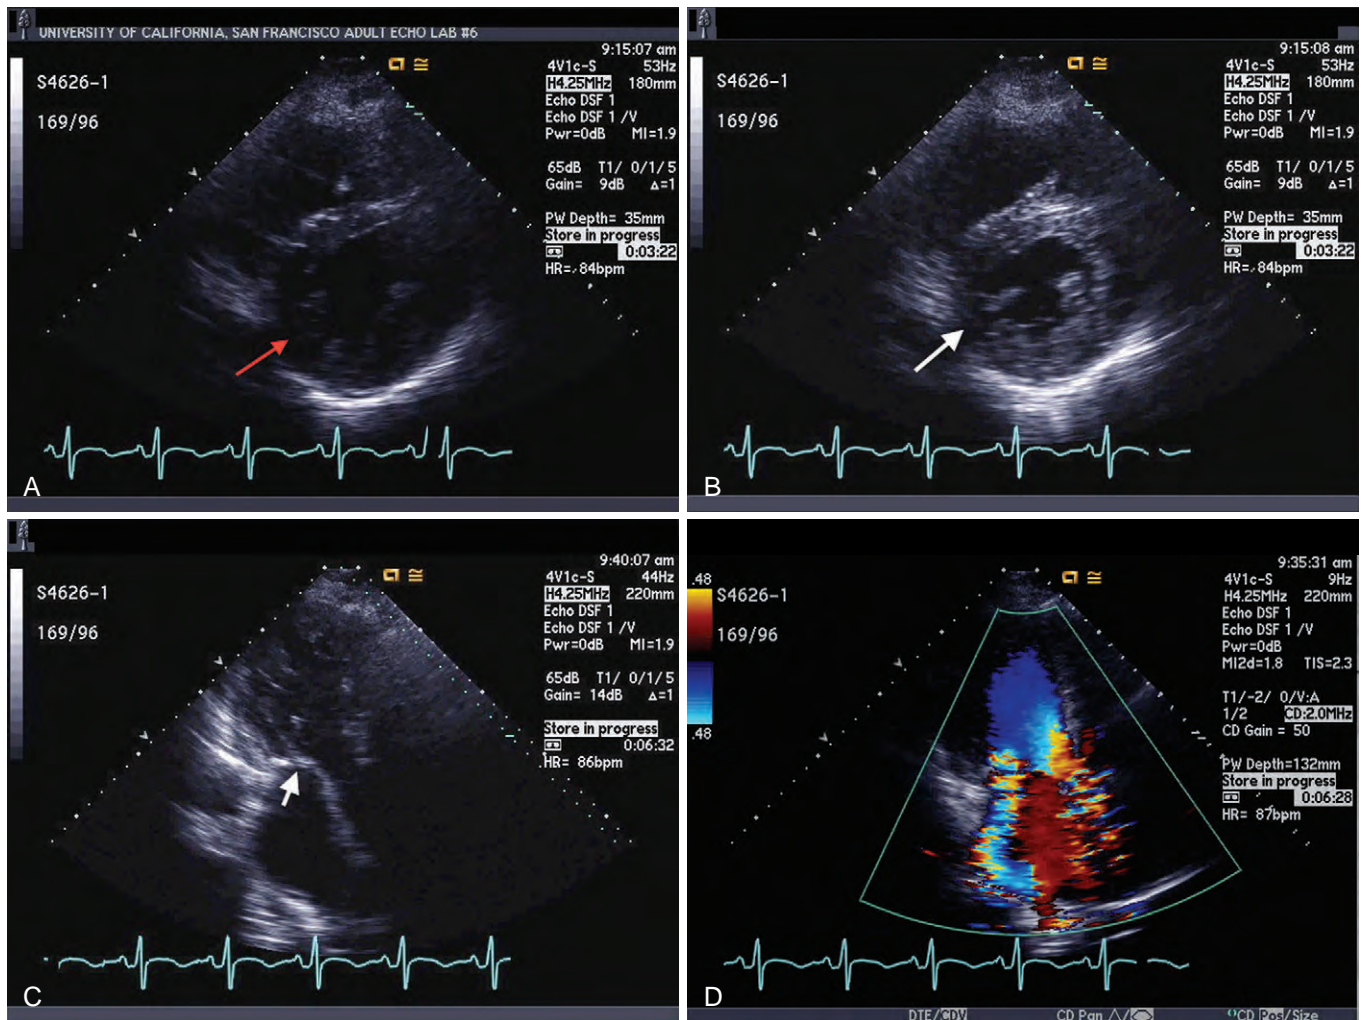 UNIVERSITY OF CALIFORNIA, SAN FRANCISCO ADULT ECHO LAB #6
9:15:07 am
S4626-1
169/96
4V1c-S 53Hz
H4.25MHz 180mm
Echo DSF 1
Echo DSF 1 /V
Pwr=0dB MI=1.9
65dB T1/ 0/1/5
Gain= 9dB Δ=1
PW Depth= 35mm
Store in progress
0:03:22
HR= 84bpm
A
9:15:08 am
S4626-1
169/96
4V1c-S 53Hz
H4.25MHz 180mm
Echo DSF 1
Echo DSF 1 /V
Pwr=0dB MI=1.9
65dB T1/ 0/1/5
Gain= 9dB Δ=1
PW Depth= 35mm
Store in progress
0:03:22
HR= 84bpm
B
9:40:07 am
S4626-1
169/96
4V1c-S 44Hz
H4.25MHz 220mm
Echo DSF 1
Echo DSF 1 /V
Pwr=0dB MI=1.9
65dB T1/ 0/1/5
Gain= 14dB Δ=1
Store in progress
0:06:32
HR= 86bpm
C
9:35:31 am
.48
.48
S4626-1
169/96
4V1c-S 9Hz
H4.25MHz 220mm
Echo DSF 1
Echo DSF 1 /V
Pwr=0dB
MI2d=1.8 TIS=2.3
T1/-2/ 0/V:A
1/2 CD:2.0MHz
CD Gain = 50
PW Depth=132mm
Store in progress
0:06:28
HR= 87bpm
D
DTE/CDV CD Pan CD Pos/Size